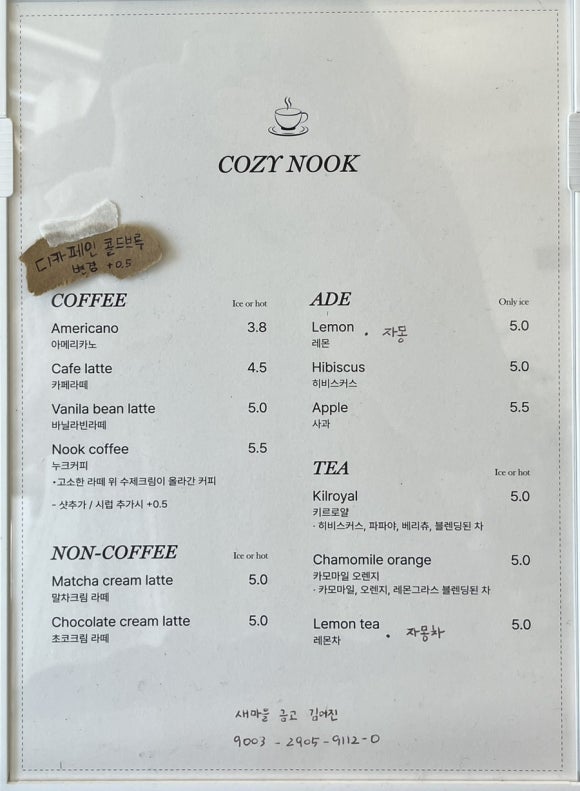 COZY NOOK
디카페인 콜드브루
변경 +0.5
COFFEE Ice or hot
Americano 3.8
아메리카노
Cafe latte 4.5
카페라떼
Vanila bean latte 5.0
바닐라빈라떼
Nook coffee 5.5
누크커피
•고소한 라떼 위 수제크림이 올라간 커피
- 샷추가 / 시럽 추가시 +0.5
NON-COFFEE Ice or hot
Matcha cream latte 5.0
말차크림 라떼
Chocolate cream latte 5.0
초코크림 라떼
ADE Only ice
Lemon • 자몽 5.0
레몬
Hibiscus 5.0
히비스커스
Apple 5.5
사과
TEA Ice or hot
Kilroyal 5.0
키르로얄
· 히비스커스, 파파야, 베리츄, 블렌딩된 차
Chamomile orange 5.0
카모마일 오렌지
· 카모마일, 오렌지, 레몬그라스 블렌딩된 차
Lemon tea • 자몽차 5.0
레몬차
새마을 금고 김여진
9003 - 2905 - 9112 - 0